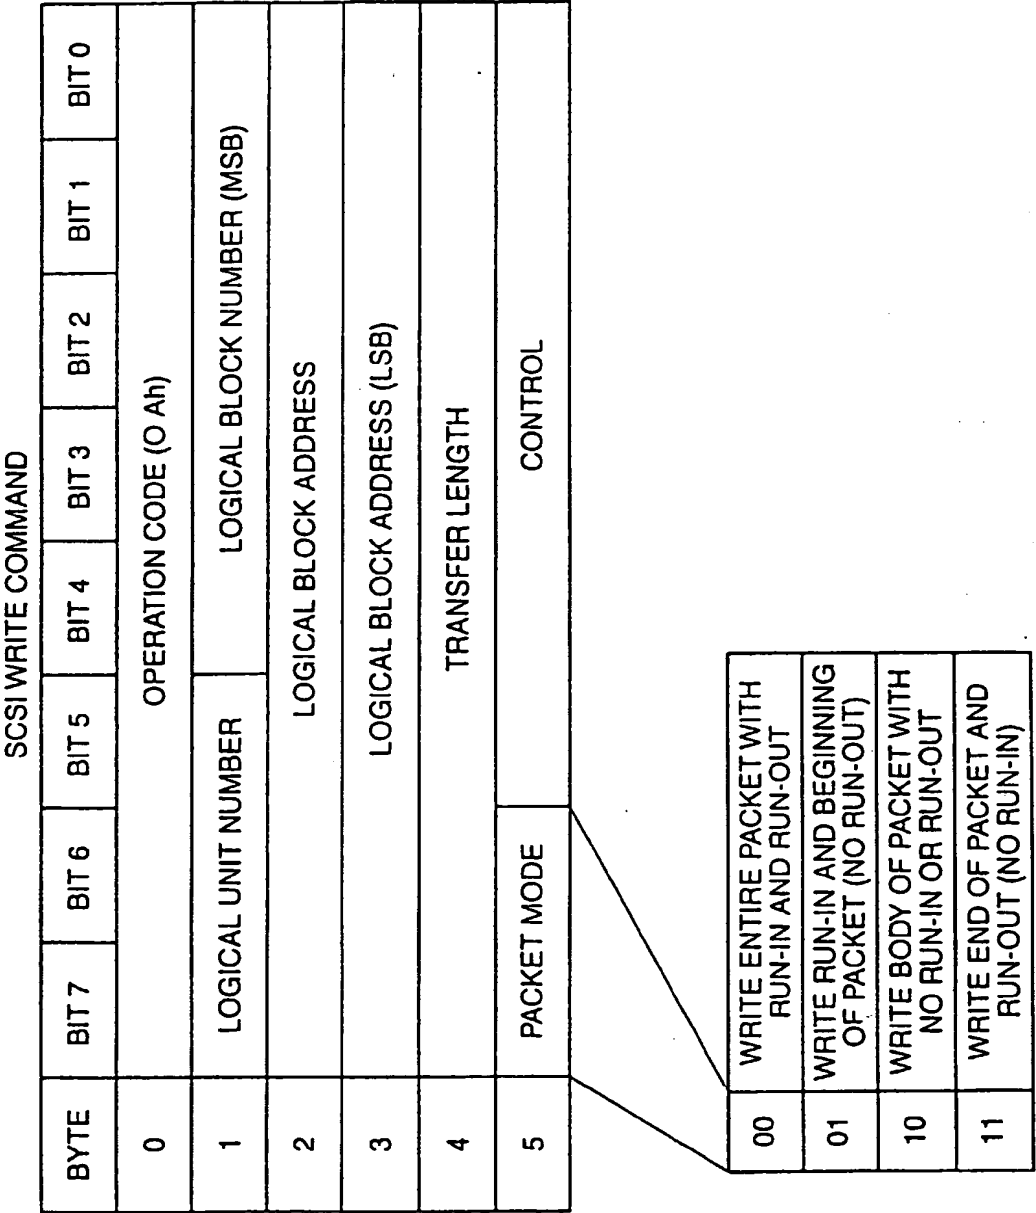 SCSI WRITE COMMAND
BYTE BIT 7 BIT 6 BIT 5 BIT 4 BIT 3 BIT 2 BIT 1 BIT 0
0 OPERATION CODE (O Ah)
1 LOGICAL UNIT NUMBER LOGICAL BLOCK NUMBER (MSB)
2 LOGICAL BLOCK ADDRESS
3 LOGICAL BLOCK ADDRESS (LSB)
4 TRANSFER LENGTH
5 PACKET MODE CONTROL
00 WRITE ENTIRE PACKET WITH
RUN-IN AND RUN-OUT
01 WRITE RUN-IN AND BEGINNING
OF PACKET (NO RUN-OUT)
10 WRITE BODY OF PACKET WITH
NO RUN-IN OR RUN-OUT
11 WRITE END OF PACKET AND
RUN-OUT (NO RUN-IN)